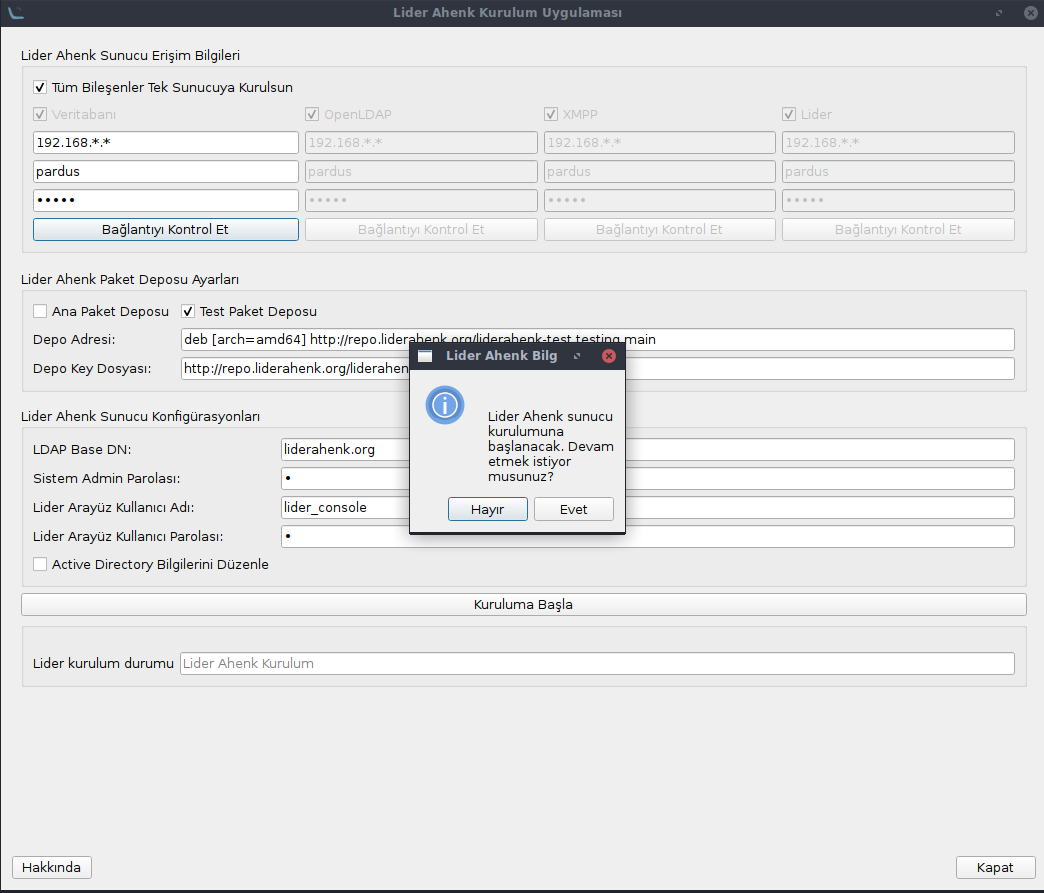 Lider Ahenk Kurulum Uygulaması
Lider Ahenk Sunucu Erişim Bilgileri
Tüm Bileşenler Tek Sunucuya Kurulsun
Veritabanı OpenLDAP XMPP Lider
192.168.*.* 192.168.*.* 192.168.*.* 192.168.*.*
pardus pardus pardus pardus
••••• ••••• ••••• •••••
Bağlantıyı Kontrol Et Bağlantıyı Kontrol Et Bağlantıyı Kontrol Et Bağlantıyı Kontrol Et
Lider Ahenk Paket Deposu Ayarları
Ana Paket Deposu Test Paket Deposu
Depo Adresi: deb [arch=amd64] http://repo.liderahenk.org/liderahenk-test testing main
Depo Key Dosyası: http://repo.liderahenk.org/liderahen
Lider Ahenk Sunucu Konfigürasyonları
LDAP Base DN: liderahenk.org
Sistem Admin Parolası: •
Lider Arayüz Kullanıcı Adı: lider_console
Lider Arayüz Kullanıcı Parolası: •
Active Directory Bilgilerini Düzenle
Kuruluma Başla
Lider kurulum durumu Lider Ahenk Kurulum
Hakkında Kapat
Lider Ahenk Bilg
Lider Ahenk sunucu
kurulumuna
başlanacak. Devam
etmek istiyor
musunuz?
Hayır Evet